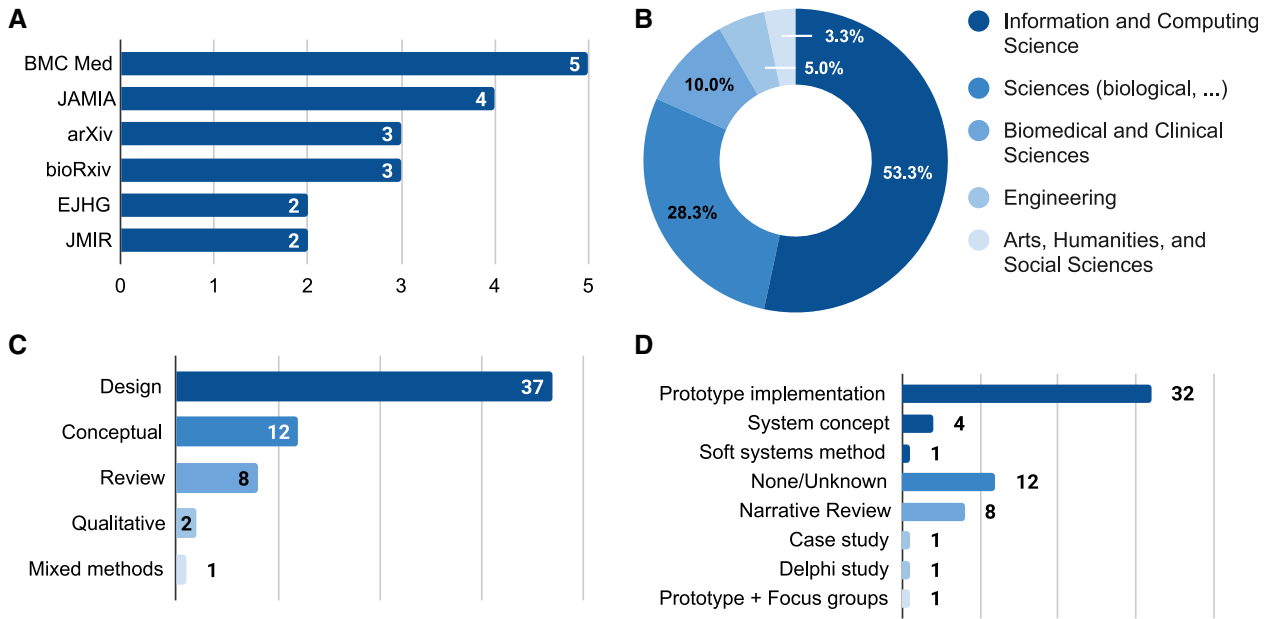 A
BMC Med 5
JAMIA 4
arXiv 3
bioRxiv 3
EJHG 2
JMIR 2
0 1 2 3 4 5
B
3.3%
5.0%
10.0%
28.3%
53.3%
Information and Computing
Science
Sciences (biological, ...)
Biomedical and Clinical
Sciences
Engineering
Arts, Humanities, and
Social Sciences
C
Design 37
Conceptual 12
Review 8
Qualitative 2
Mixed methods 1
D
Prototype implementation 32
System concept 4
Soft systems method 1
None/Unknown 12
Narrative Review 8
Case study 1
Delphi study 1
Prototype + Focus groups 1